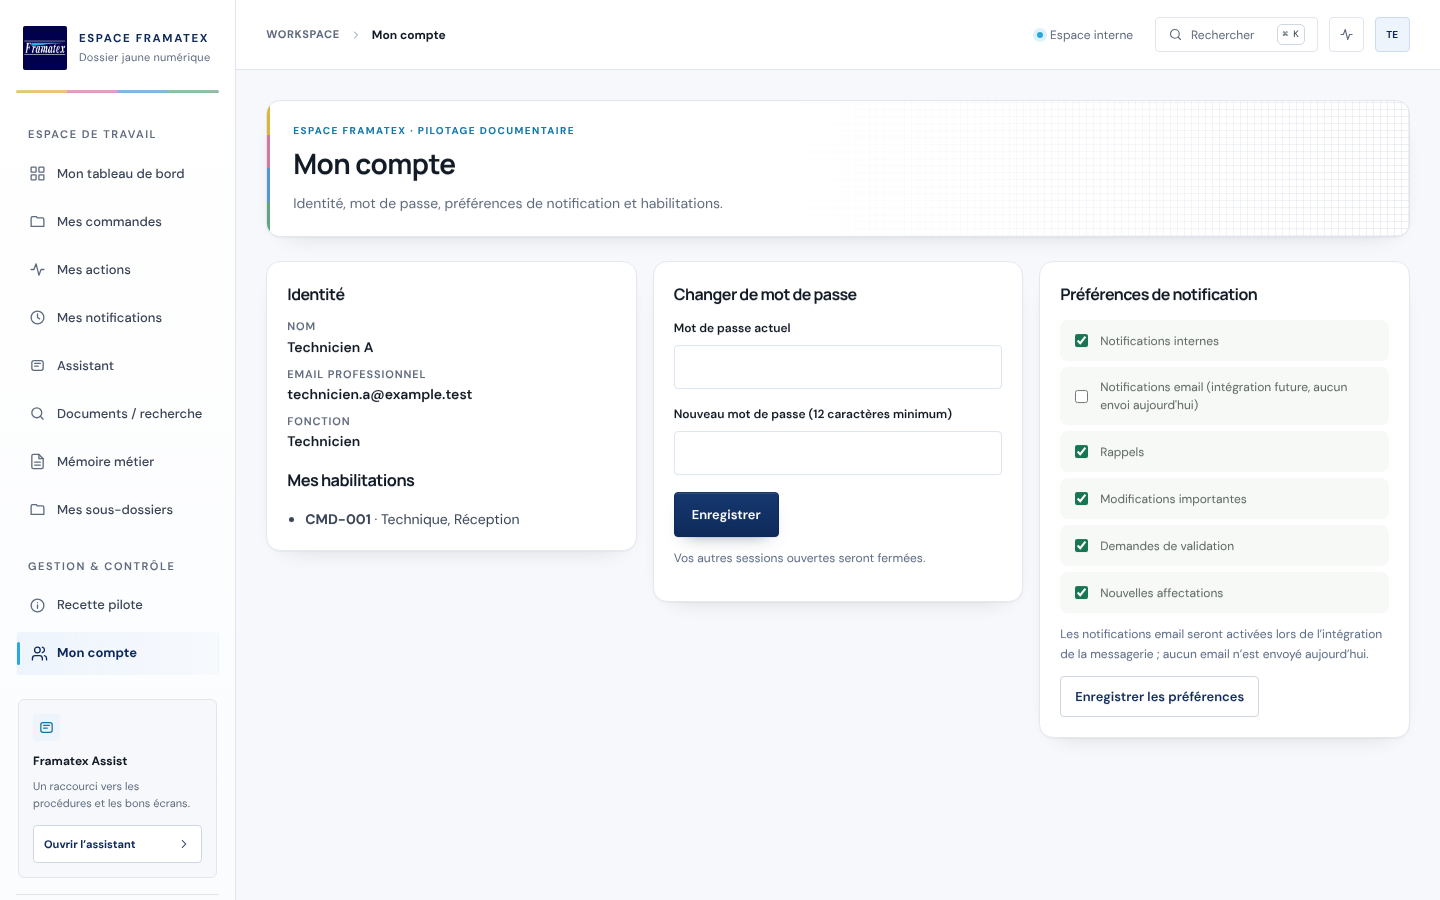 Framatex
ESPACE FRAMATEX
Dossier jaune numérique
ESPACE DE TRAVAIL
Mon tableau de bord
Mes commandes
Mes actions
Mes notifications
Assistant
Documents / recherche
Mémoire métier
Mes sous-dossiers
GESTION & CONTRÔLE
Recette pilote
Mon compte
Framatex Assist
Un raccourci vers les
procédures et les bons écrans.
Ouvrir l’assistant
WORKSPACE > Mon compte
Espace interne
Rechercher ⌘ K
TE
ESPACE FRAMATEX · PILOTAGE DOCUMENTAIRE
Mon compte
Identité, mot de passe, préférences de notification et habilitations.
Identité
NOM
Technicien A
EMAIL PROFESSIONNEL
technicien.a@example.test
FONCTION
Technicien
Mes habilitations
• CMD-001 · Technique, Réception
Changer de mot de passe
Mot de passe actuel
Nouveau mot de passe (12 caractères minimum)
Enregistrer
Vos autres sessions ouvertes seront fermées.
Préférences de notification
Notifications internes
Notifications email (intégration future, aucun
envoi aujourd'hui)
Rappels
Modifications importantes
Demandes de validation
Nouvelles affectations
Les notifications email seront activées lors de l’intégration
de la messagerie ; aucun email n’est envoyé aujourd’hui.
Enregistrer les préférences